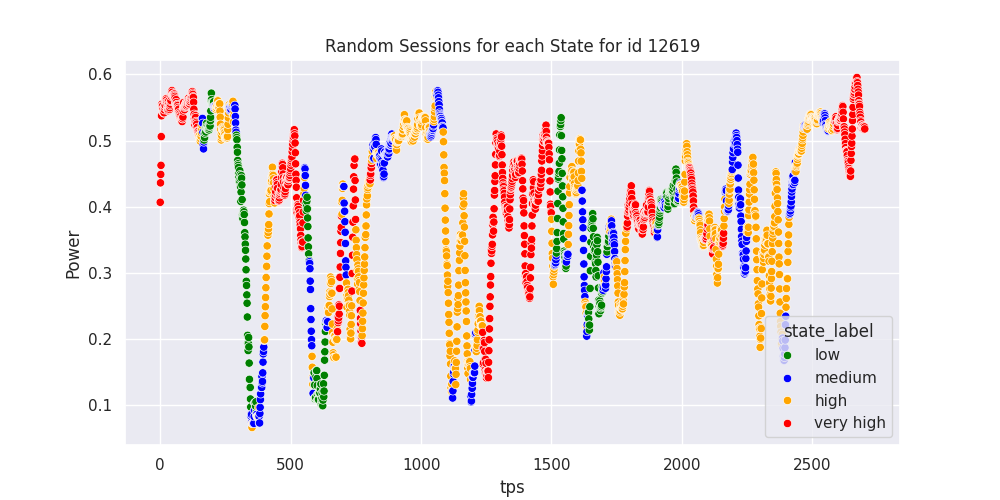 Random Sessions for each State for id 12619
Power
0.6
0.5
0.4
0.3
0.2
0.1
0
500
1000
1500
2000
2500
tps
state_label
low
medium
high
very high